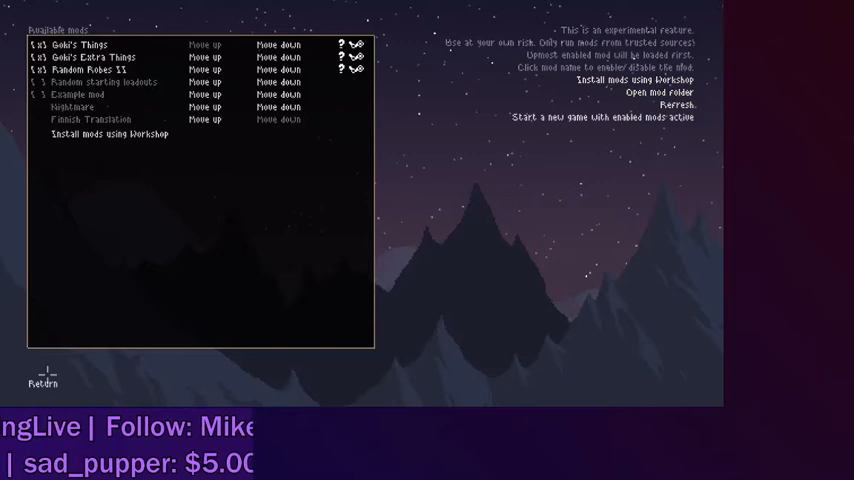 Available mods
[x] Goki's Things Move up Move down ?
[x] Goki's Extra Things Move up Move down ?
[x] Random Robes II Move up Move down ?
[ ] Random starting loadouts Move up Move down
[ ] Example mod Move up Move down
Nightmare Move up Move down
Finnish Translation Move up Move down
Install mods using Workshop
This is an experimental feature.
Use at your own risk. Only run mods from trusted sources!
Upmost enabled mod will be loaded first.
Click mod name to enable/disable the mod.
Install mods using Workshop
Open mod folder
Refresh
Start a new game with enabled mods active
Return
ngLive | Follow: Mike
| sad_pupper: $5.00